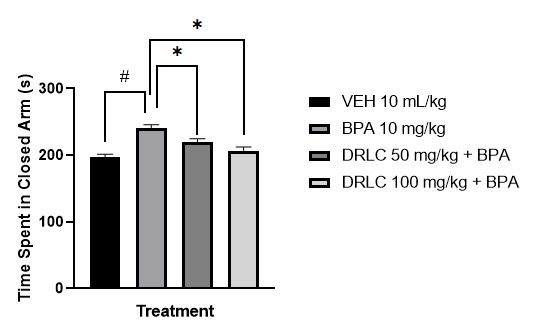 *
*
#
300
200
100
0
Time Spent in Closed Arm (s)
Treatment
VEH 10 mL/kg
BPA 10 mg/kg
DRLC 50 mg/kg + BPA
DRLC 100 mg/kg + BPA